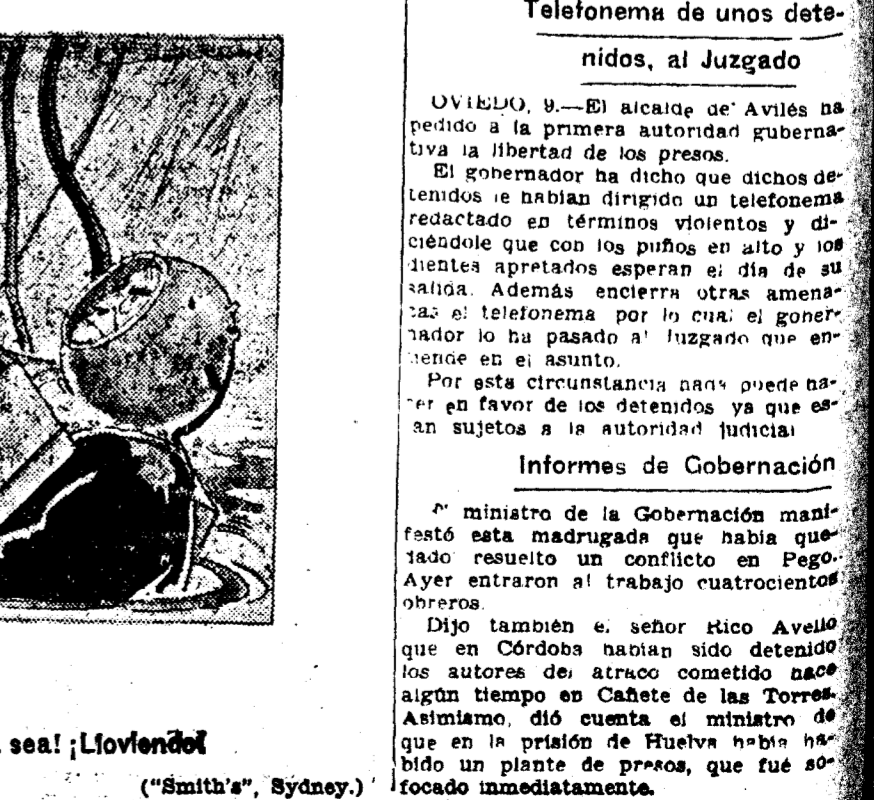 sea! ¡Lloviendo!
("Smith's", Sydney.)
Telefonema de unos dete-
nidos, al Juzgado
OVIEDO, 9.—El alcalde de Avilés ha
pedido a la primera autoridad guberna-
tiva la libertad de los presos.
El gobernador ha dicho que dichos de-
tenidos le habían dirigido un telefonema
redactado en términos violentos y di-
ciéndole que con los puños en alto y los
dientes apretados esperan el día de su
salida. Además encierra otras amena-
zas el telefonema por lo cual el gober-
nador lo ha pasado al Juzgado que en-
tiende en el asunto.
Por esta circunstancia nada puede ha-
cer en favor de los detenidos ya que es-
tán sujetos a la autoridad judicial
Informes de Gobernación
El ministro de la Gobernación mani-
festó esta madrugada que había que-
dado resuelto un conflicto en Pego.
Ayer entraron al trabajo cuatrocientos
obreros.
Dijo también el señor Rico Avello
que en Córdoba habían sido detenido
los autores del atraco cometido hace
algún tiempo en Cañete de las Torres.
Asimismo, dió cuenta el ministro de
que en la prisión de Huelva había ha-
bido un plante de presos, que fué so-
focado inmediatamente.